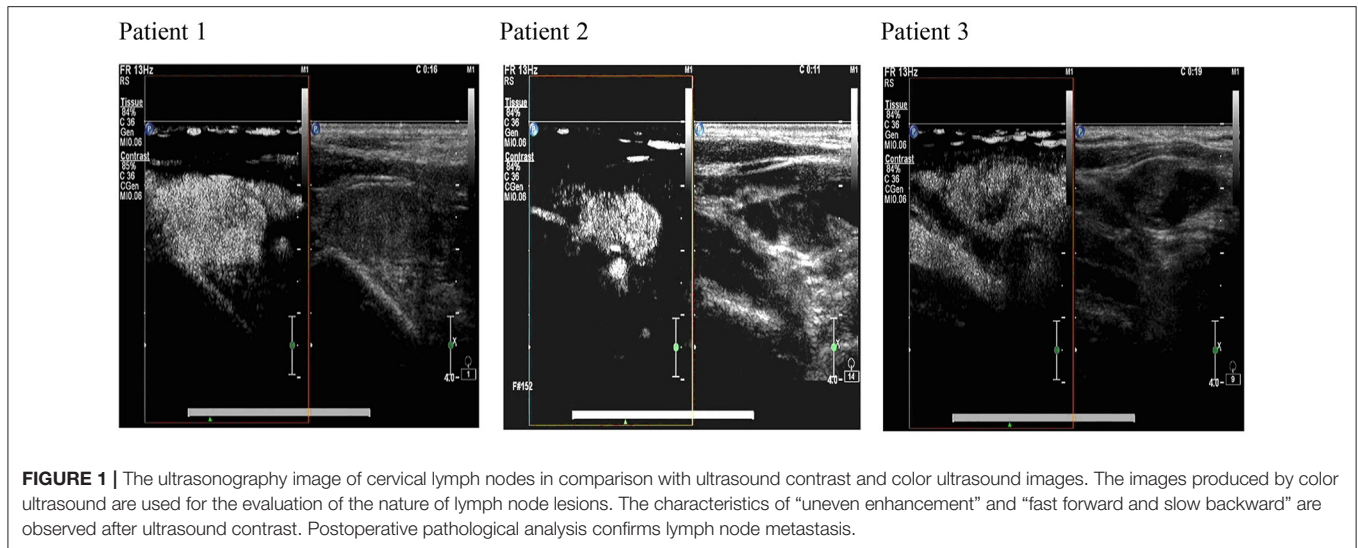 Patient 1
Patient 2
Patient 3
FR 13Hz
RS
M1
C 0:16
M1
Tissue
84%
C 36
Gen
MI0.06
Contrast
85%
C 36
CGen
MI0.06
X
4.0
1
FR 13Hz
RS
M1
C 0:11
M1
Tissue
84%
C 36
Gen
MI0.06
Contrast
84%
C 36
CGen
MI0.06
X
4.0
F#152
14
FR 13Hz
RS
M1
C 0:19
M1
Tissue
84%
C 36
Gen
MI0.06
Contrast
84%
C 36
CGen
MI0.06
X
4.0
9
FIGURE 1 | The ultrasonography image of cervical lymph nodes in comparison with ultrasound contrast and color ultrasound images. The images produced by color
ultrasound are used for the evaluation of the nature of lymph node lesions. The characteristics of “uneven enhancement” and “fast forward and slow backward” are
observed after ultrasound contrast. Postoperative pathological analysis confirms lymph node metastasis.